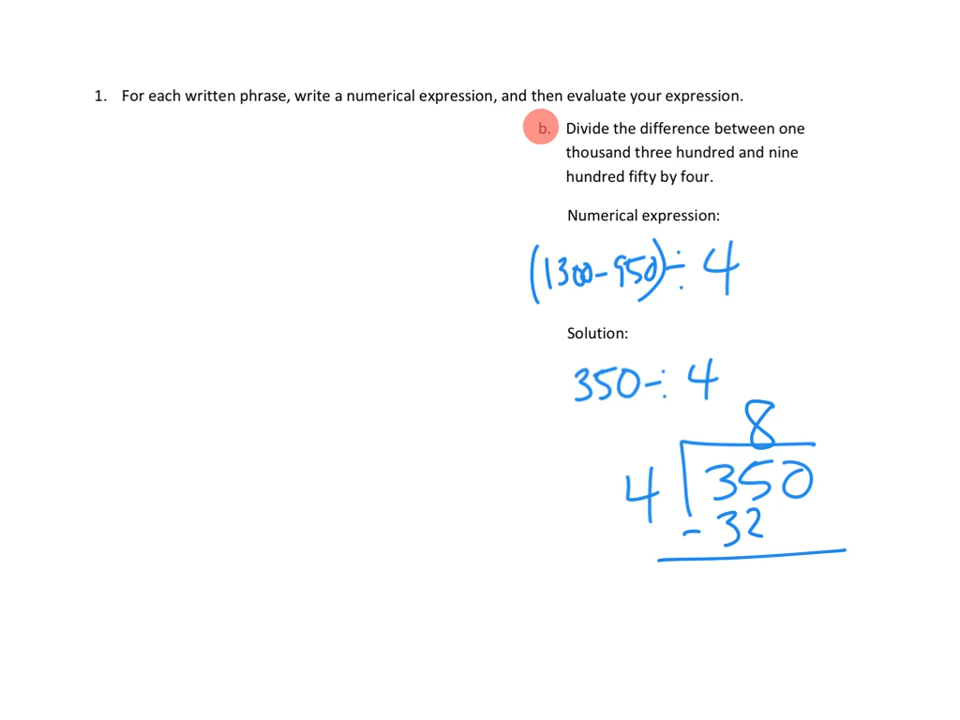 1. For each written phrase, write a numerical expression, and then evaluate your expression.
b. Divide the difference between one
thousand three hundred and nine
hundred fifty by four.
Numerical expression:
(1300-950)÷ 4
Solution:
350÷ 4
8
4 350
- 32